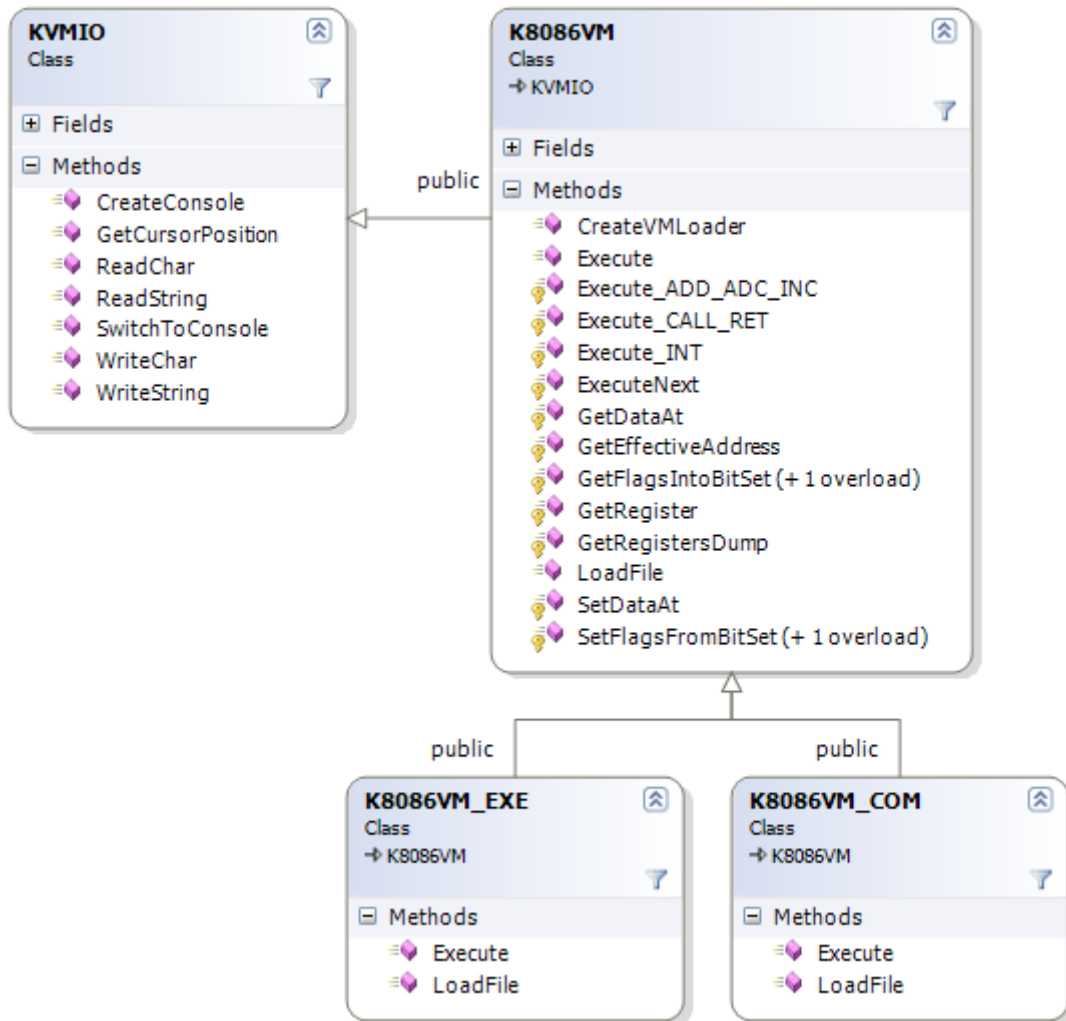 KVMIO
Class
Fields
Methods
CreateConsole
GetCursorPosition
ReadChar
ReadString
SwitchToConsole
WriteChar
WriteString
public
K8086VM
Class
KVMIO
Fields
Methods
CreateVMLoader
Execute
Execute_ADD_ADC_INC
Execute_CALL_RET
Execute_INT
ExecuteNext
GetDataAt
GetEffectiveAddress
GetFlagsIntoBitSet (+ 1 overload)
GetRegister
GetRegistersDump
LoadFile
SetDataAt
SetFlagsFromBitSet (+ 1 overload)
public
public
K8086VM_EXE
Class
K8086VM
Methods
Execute
LoadFile
K8086VM_COM
Class
K8086VM
Methods
Execute
LoadFile